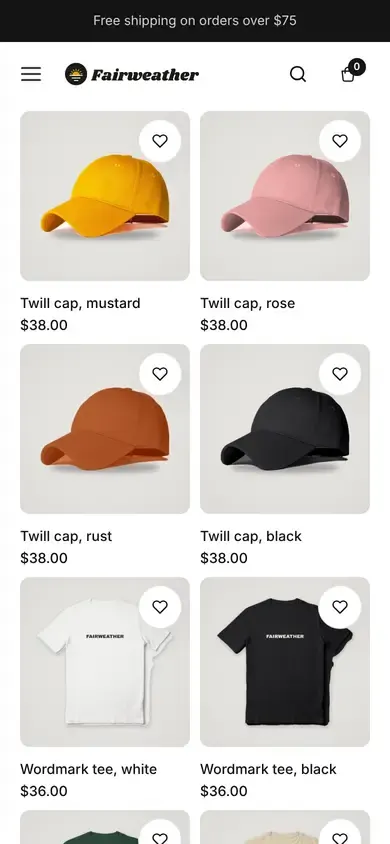 Free shipping on orders over $75
Fairweather
0
Twill cap, mustard
$38.00
Twill cap, rose
$38.00
Twill cap, rust
$38.00
Twill cap, black
$38.00
FAIRWEATHER
FAIRWEATHER
Wordmark tee, white
$36.00
Wordmark tee, black
$36.00